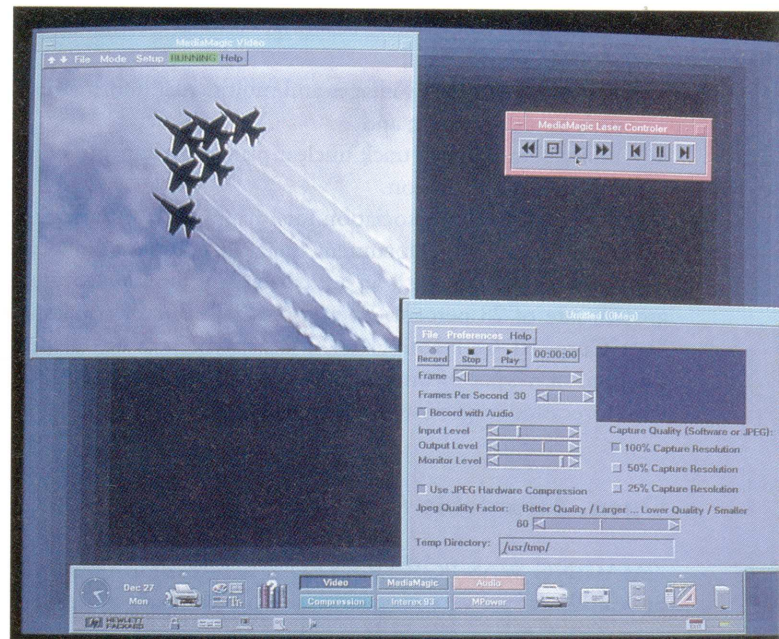 MediaMagic Video
File Mode Setup RUNNING Help
MediaMagic Laser Controler
Untitled (0Meg)
File Preferences Help
Record Stop Play 00:00:00
Frame
Frames Per Second 30
Record with Audio
Input Level
Output Level
Monitor Level
Capture Quality (Software or JPEG):
100% Capture Resolution
50% Capture Resolution
25% Capture Resolution
Use JPEG Hardware Compression
Jpeg Quality Factor: Better Quality / Larger ... Lower Quality / Smaller
60
Temp Directory: /usr/tmp/
Dec 27
Mon
Video MediaMagic Audio
Compression Interex 93 MPower
hp HEWLETT
PACKARD